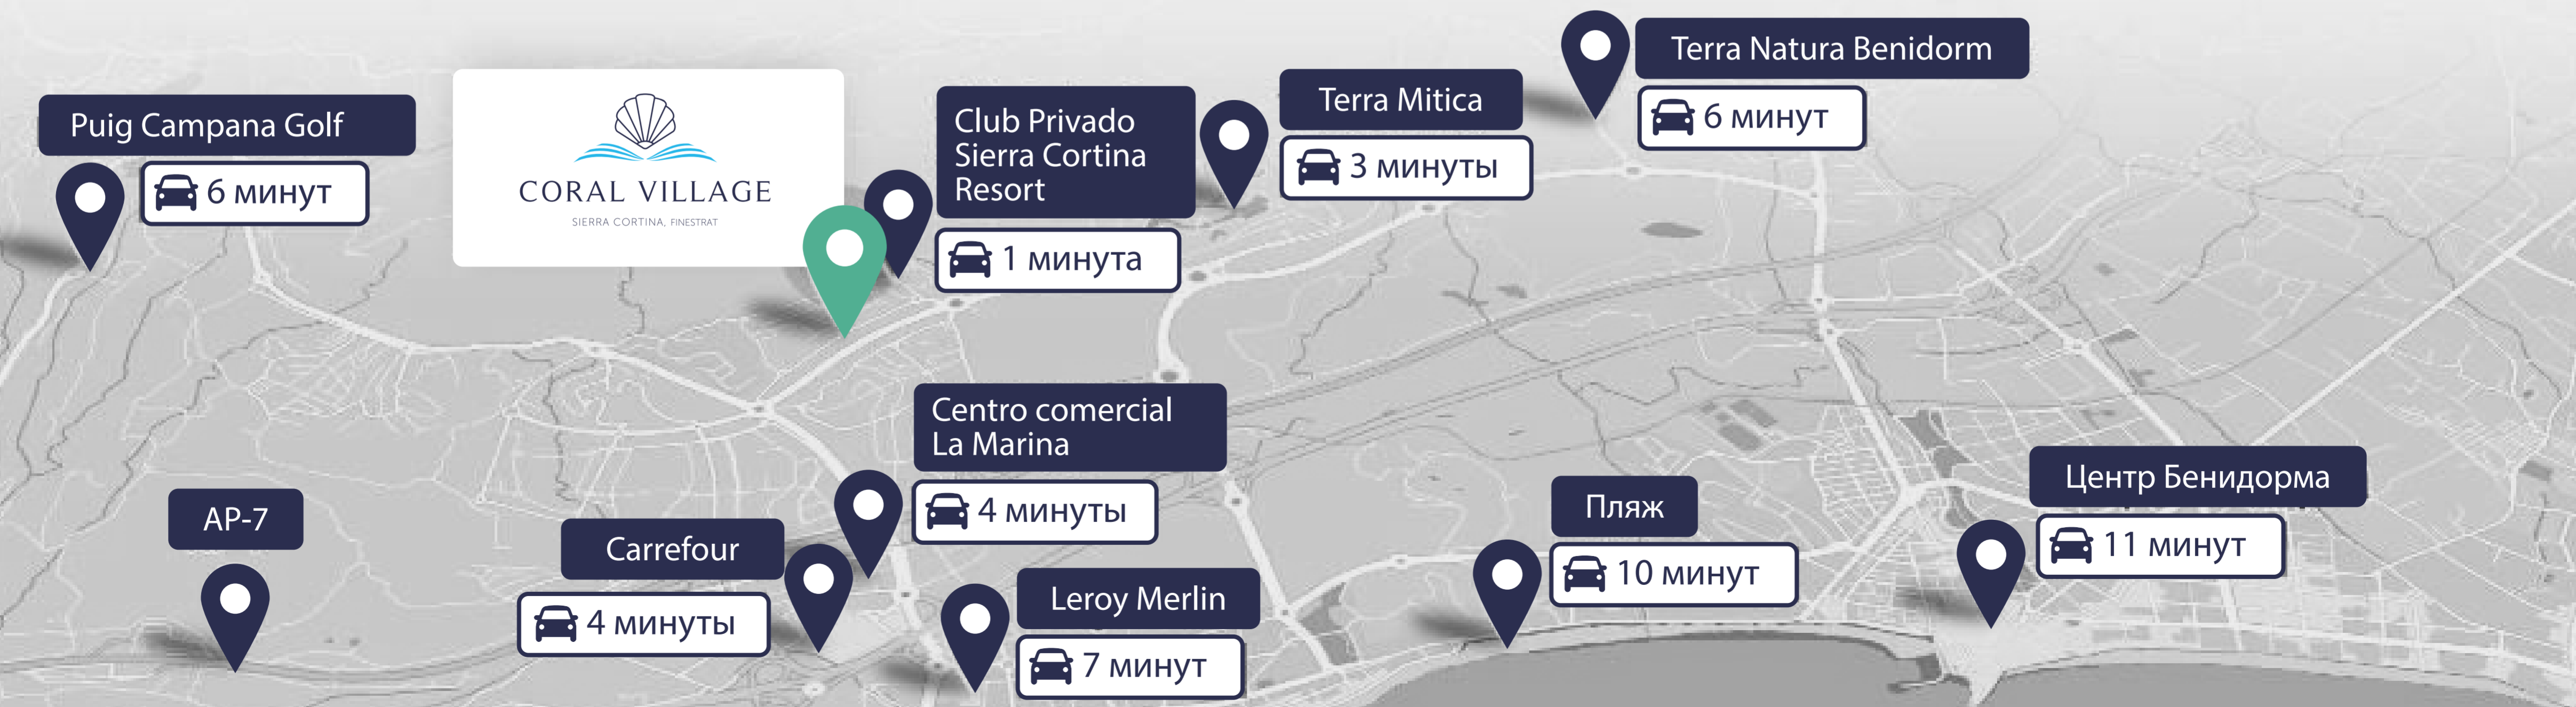 Puig Campana Golf
6 минут
CORAL VILLAGE
SIERRA CORTINA, FINESTRAT
Club Privado
Sierra Cortina
Resort
1 минута
Terra Mitica
3 минуты
Terra Natura Benidorm
6 минут
Centro comercial
La Marina
4 минуты
AP-7
Carrefour
4 минуты
Leroy Merlin
7 минут
Пляж
10 минут
Центр Бенидорма
11 минут